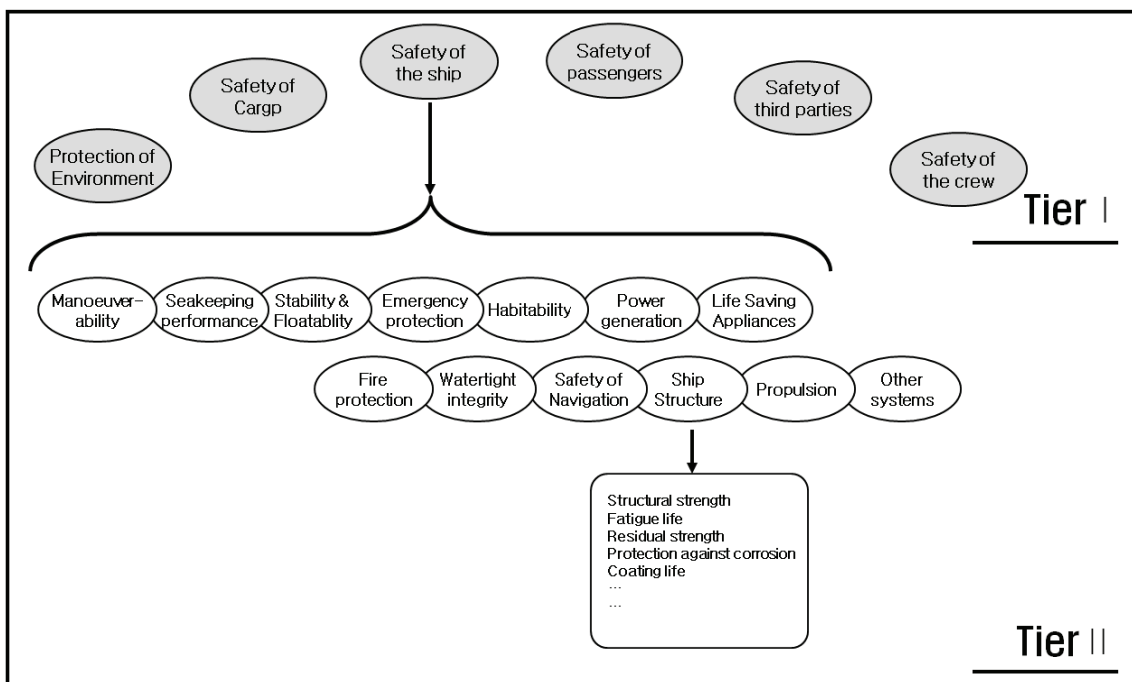 Safety of
the ship
Safety of
passengers
Safety of
Cargp
Safety of
third parties
Protection of
Environment
Safety of
the crew
Tier I
Manoeuver-
ability
Seakeeping
performance
Stability &
Floatablity
Emergency
protection
Habitability
Power
generation
Life Saving
Appliances
Fire
protection
Watertight
integrity
Safety of
Navigation
Ship
Structure
Propulsion
Other
systems
Structural strength
Fatigue life
Residual strength
Protection against corrosion
Coating life
...
...
Tier II